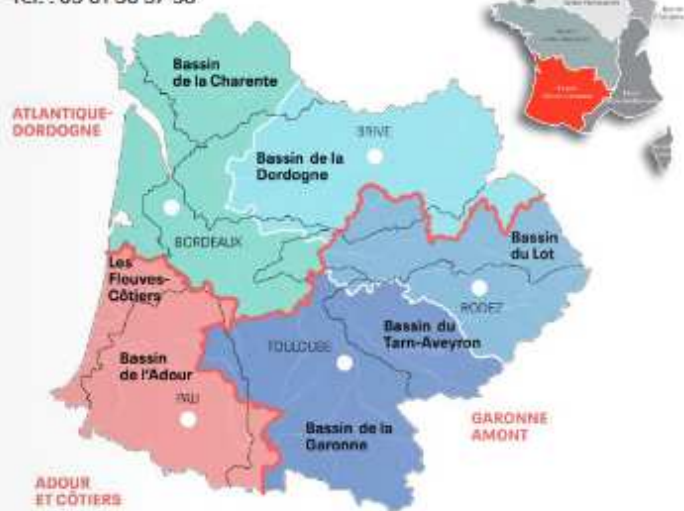 Bassin
de la Charente
ATLANTIQUE-
DORDOGNE
BRIVE
Bassin de la
Dordogne
BORDEAUX
Bassin
du Lot
Les
Fleuves-
Côtiers
RODEZ
Bassin du
Tarn-Aveyron
TOULOUSE
Bassin
de l'Adour
PAU
GARONNE
AMONT
Bassin de la
Garonne
ADOUR
ET CÔTIERS